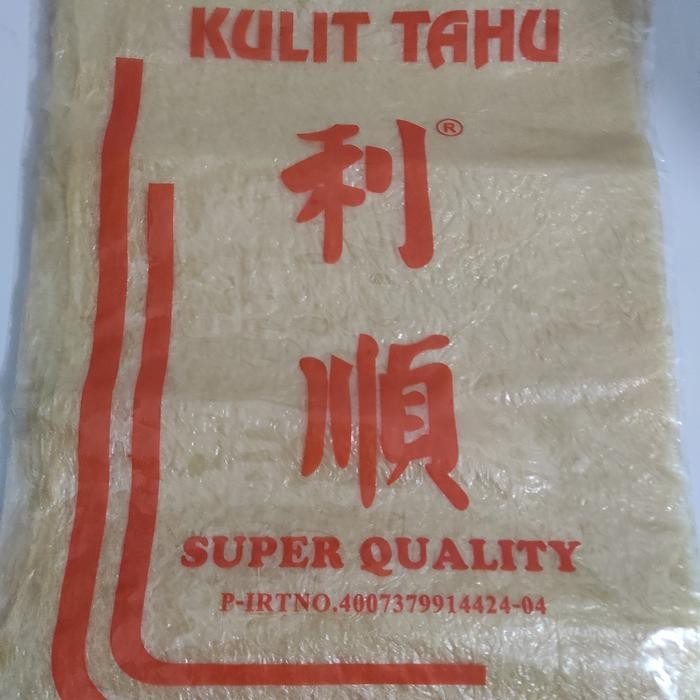 KULIT TAHU
利®
順
SUPER QUALITY
P-IRTNO.4007379914424-04